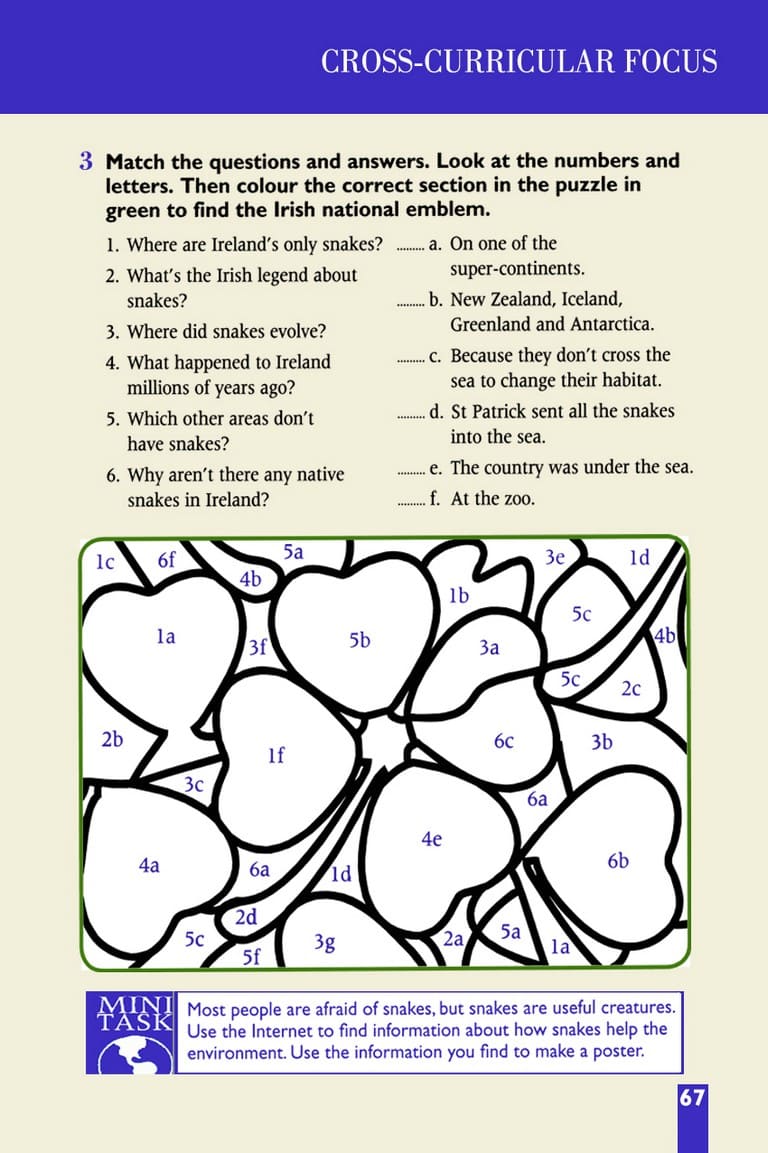 CROSS-CURRICULAR FOCUS
3 Match the questions and answers. Look at the numbers and
letters. Then colour the correct section in the puzzle in
green to find the Irish national emblem.
1. Where are Ireland's only snakes?
2. What's the Irish legend about
snakes?
3. Where did snakes evolve?
4. What happened to Ireland
millions of years ago?
5. Which other areas don't
have snakes?
6. Why aren't there any native
snakes in Ireland?
......... a. On one of the
super-continents.
......... b. New Zealand, Iceland,
Greenland and Antarctica.
......... c. Because they don't cross the
sea to change their habitat.
......... d. St Patrick sent all the snakes
into the sea.
......... e. The country was under the sea.
......... f. At the zoo.
1c 6f 5a 3e 1d
4b 1b
5c
1a 3f 5b 3a 4b
5c 2c
2b 1f 6c 3b
3c 6a
4a 6a 1d 4e 6b
2d
5c 5f 3g 2a 5a 1a
MINI
TASK
Most people are afraid of snakes, but snakes are useful creatures.
Use the Internet to find information about how snakes help the
environment. Use the information you find to make a poster.
67